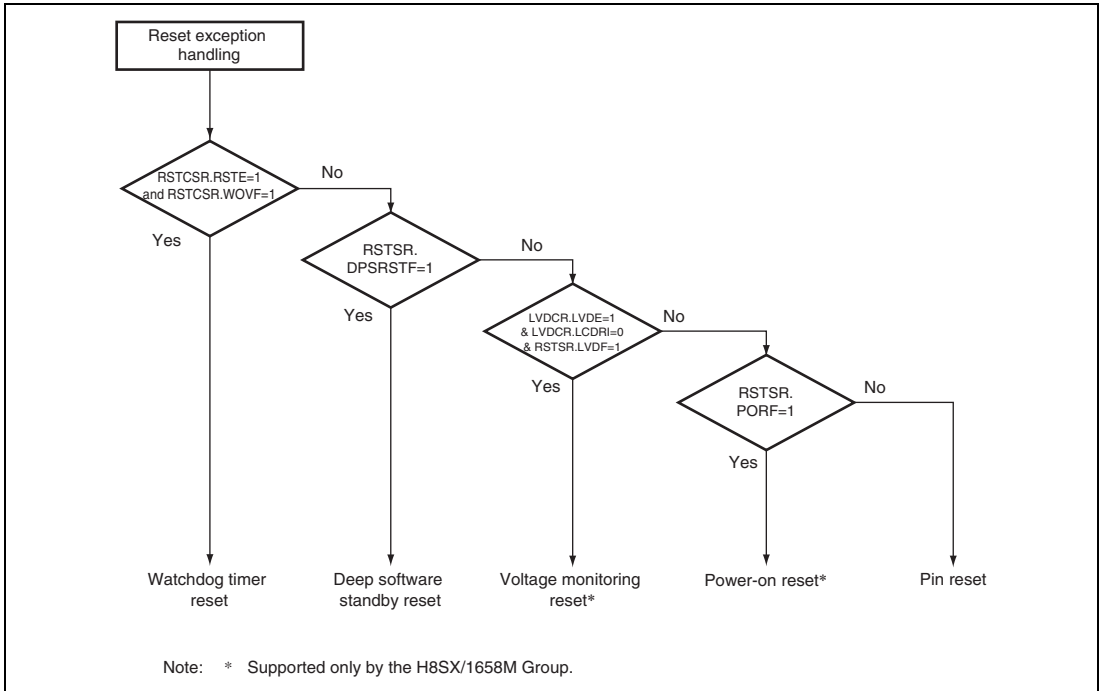 Reset exception
handling
RSTCSR.RSTE=1
and RSTCSR.WOVF=1
No
Yes
RSTSR.
DPSRSTF=1
No
Yes
LVDCR.LVDE=1
& LVDCR.LCDRI=0
& RSTSR.LVDF=1
No
Yes
RSTSR.
PORF=1
No
Yes
Watchdog timer
reset
Deep software
standby reset
Voltage monitoring
reset*
Power-on reset*
Pin reset
Note: * Supported only by the H8SX/1658M Group.